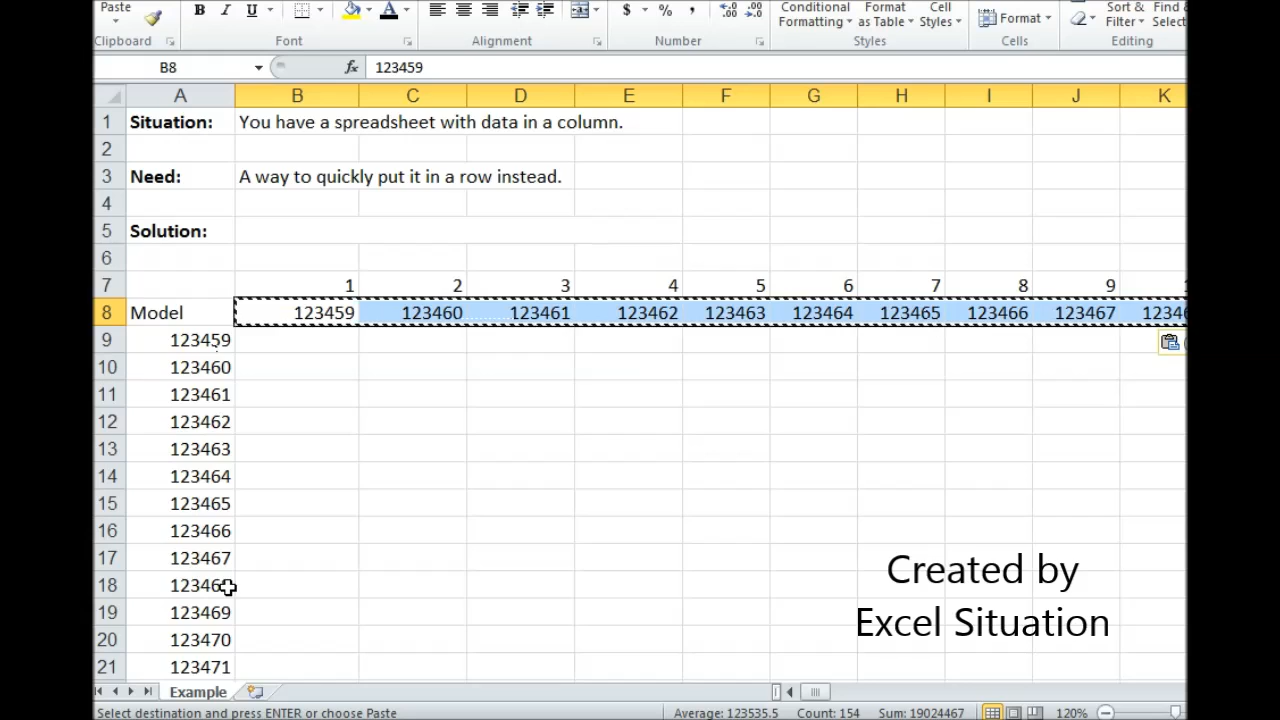 Paste B I U $ % , .00 .0 Conditional Format Cell Format Sort & Find &
Formatting as Table Styles Filter Select
Clipboard Font Alignment Number Styles Cells Editing
B8 fx 123459
A B C D E F G H I J K
1 Situation: You have a spreadsheet with data in a column.
2
3 Need: A way to quickly put it in a row instead.
4
5 Solution:
6
7 1 2 3 4 5 6 7 8 9
8 Model 123459 123460 123461 123462 123463 123464 123465 123466 123467
9 123459
10 123460
11 123461
12 123462
13 123463
14 123464
15 123465
16 123466
17 123467
18
19 123469
20 123470
21 123471
Created by
Excel Situation
Example
Select destination and press ENTER or choose Paste Average: 123535.5 Count: 154 Sum: 19024467 120%